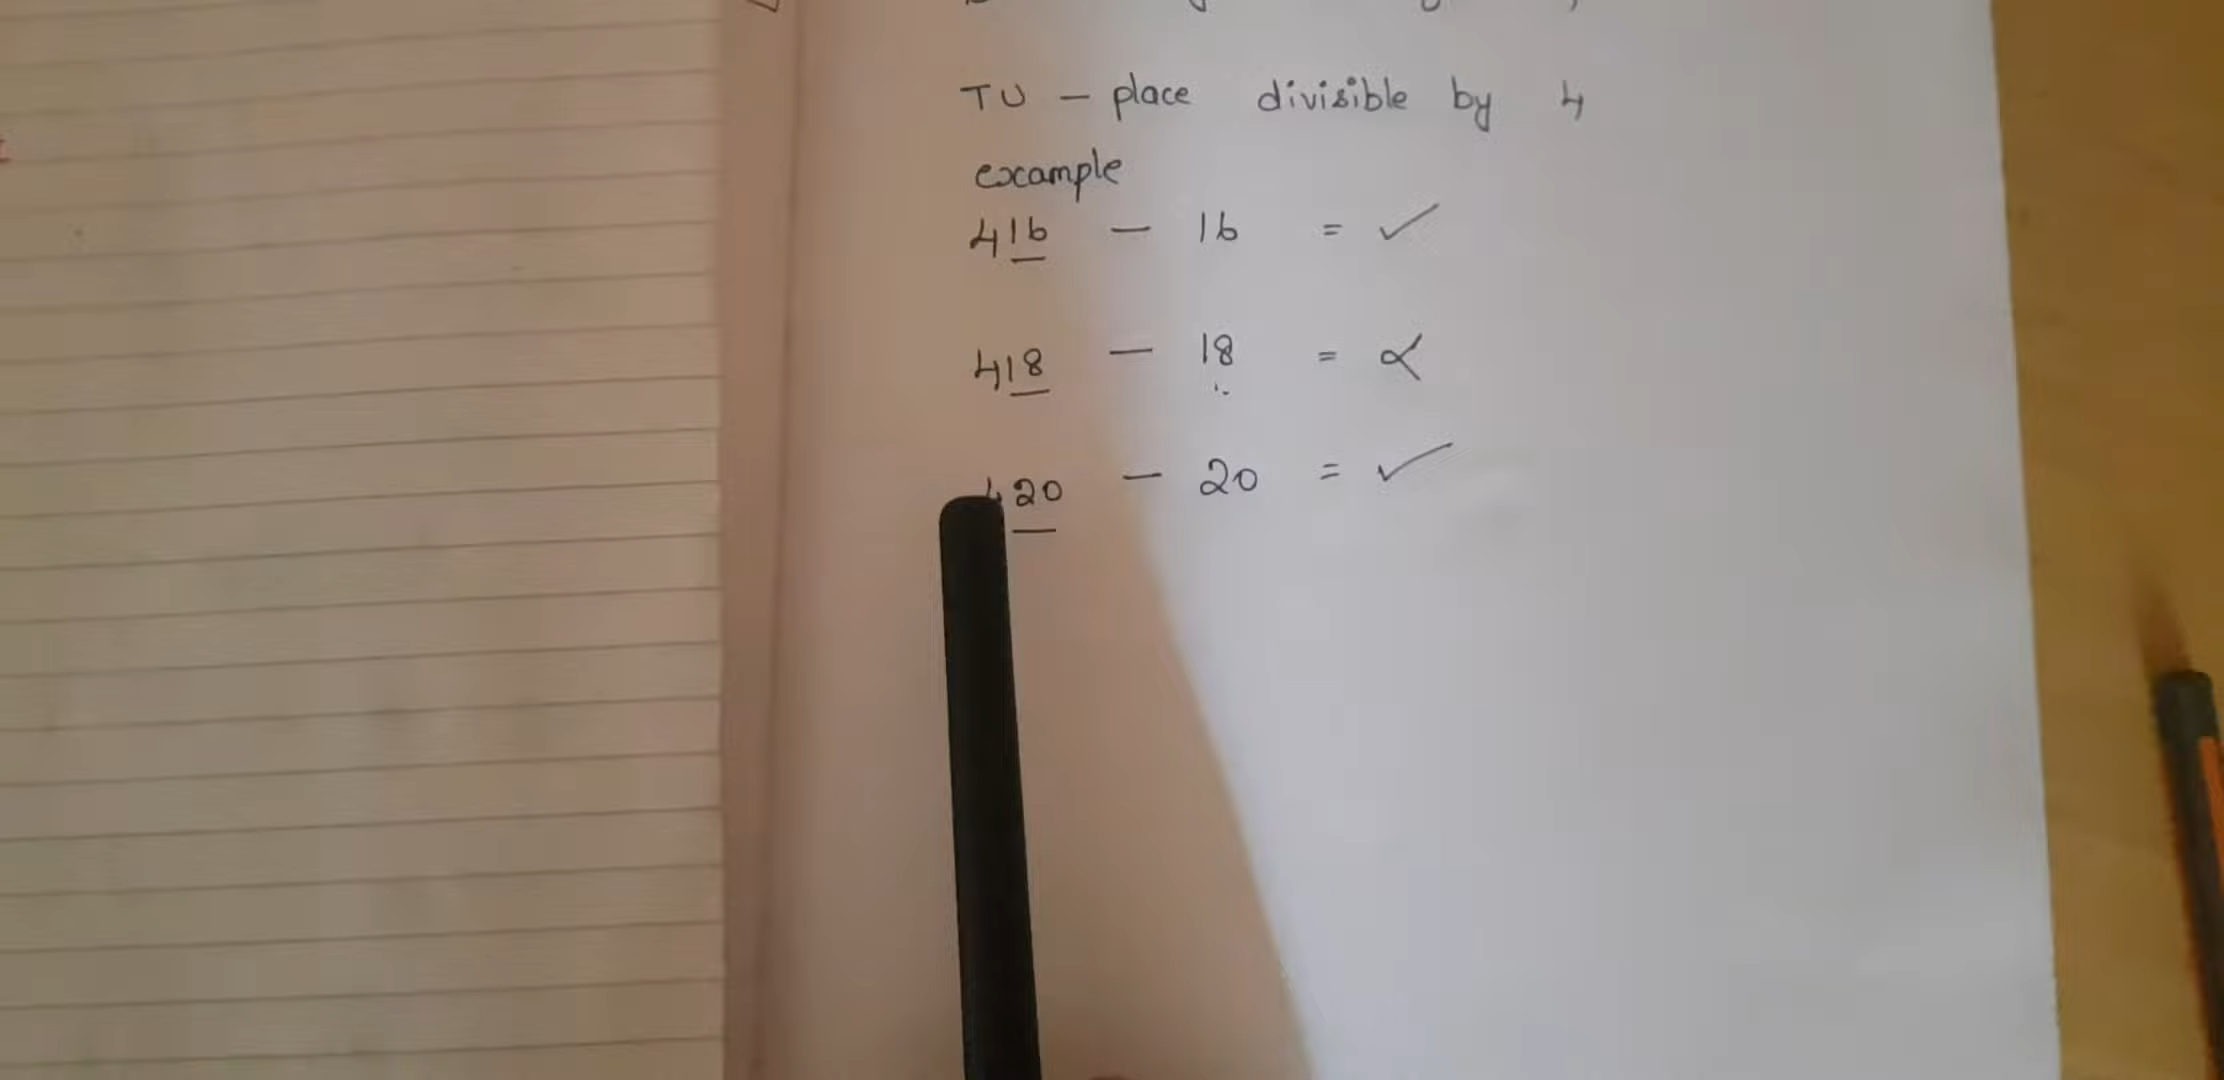 TU - place divisible by 4
example
416 - 16 = ✓
418 - 18 = ✗
420 - 20 = ✓